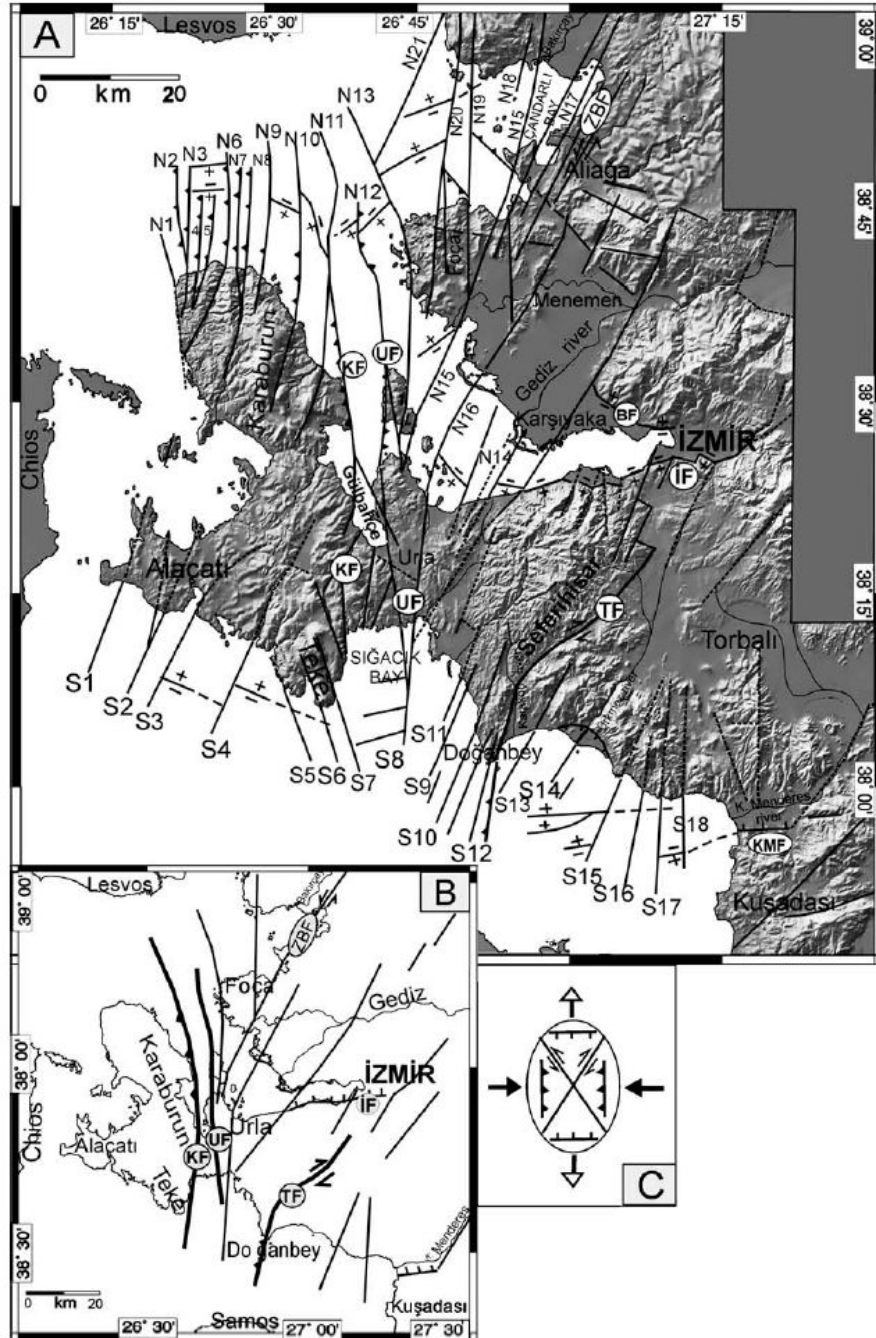 A
26° 15'
26° 30'
26° 45'
27° 15'
Lesvos
0 km 20
39° 00'
38° 45'
38° 30'
38° 15'
38° 00'
N21
N13
N11
N10
N9
N6
N3
N2
N7
N8
N1
4
5
N12
N20
N19
N18
N15
N17
ÇANDARLI
BAY
ZBF
Bakırçay
Aliağa
Foça
Menemen
Gediz river
Karaburun
KF
UF
N15
N16
N14
Karşıyaka
BF
İZMİR
İF
Chios
Gülbahçe
Alaçatı
KF
Urla
UF
Seferihisar
TF
Torbalı
Teke
SIĞACIK
BAY
S1
S2
S3
S4
S5
S6
S7
S8
S11
S9
S10
S12
Doğanbey
S13
S14
S15
S16
S17
S18
K. Menderes
river
KMF
Kuşadası
B
Lesvos
39° 00'
38° 00'
38° 30'
Bakırçay
ZBF
Foça
Gediz
Karaburun
İZMİR
İF
Urla
UF
KF
Chios
Alaçatı
Teke
TF
Do ganbey
K. Menderes
0 km 20
Samos
Kuşadası
26° 30'
27° 00'
27° 30'
C